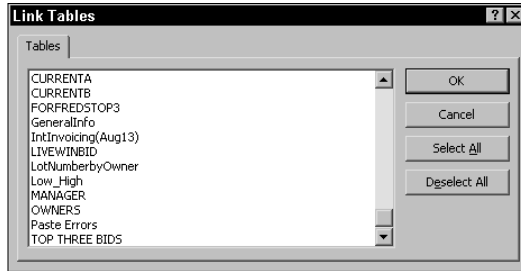 Link Tables
Tables
CURRENTA
CURRENTB
FORFREDSTOP3
GeneralInfo
IntInvoicing(Aug13)
LIVEWINBID
LotNumberbyOwner
Low_High
MANAGER
OWNERS
Paste Errors
TOP THREE BIDS
OK
Cancel
Select All
Deselect All